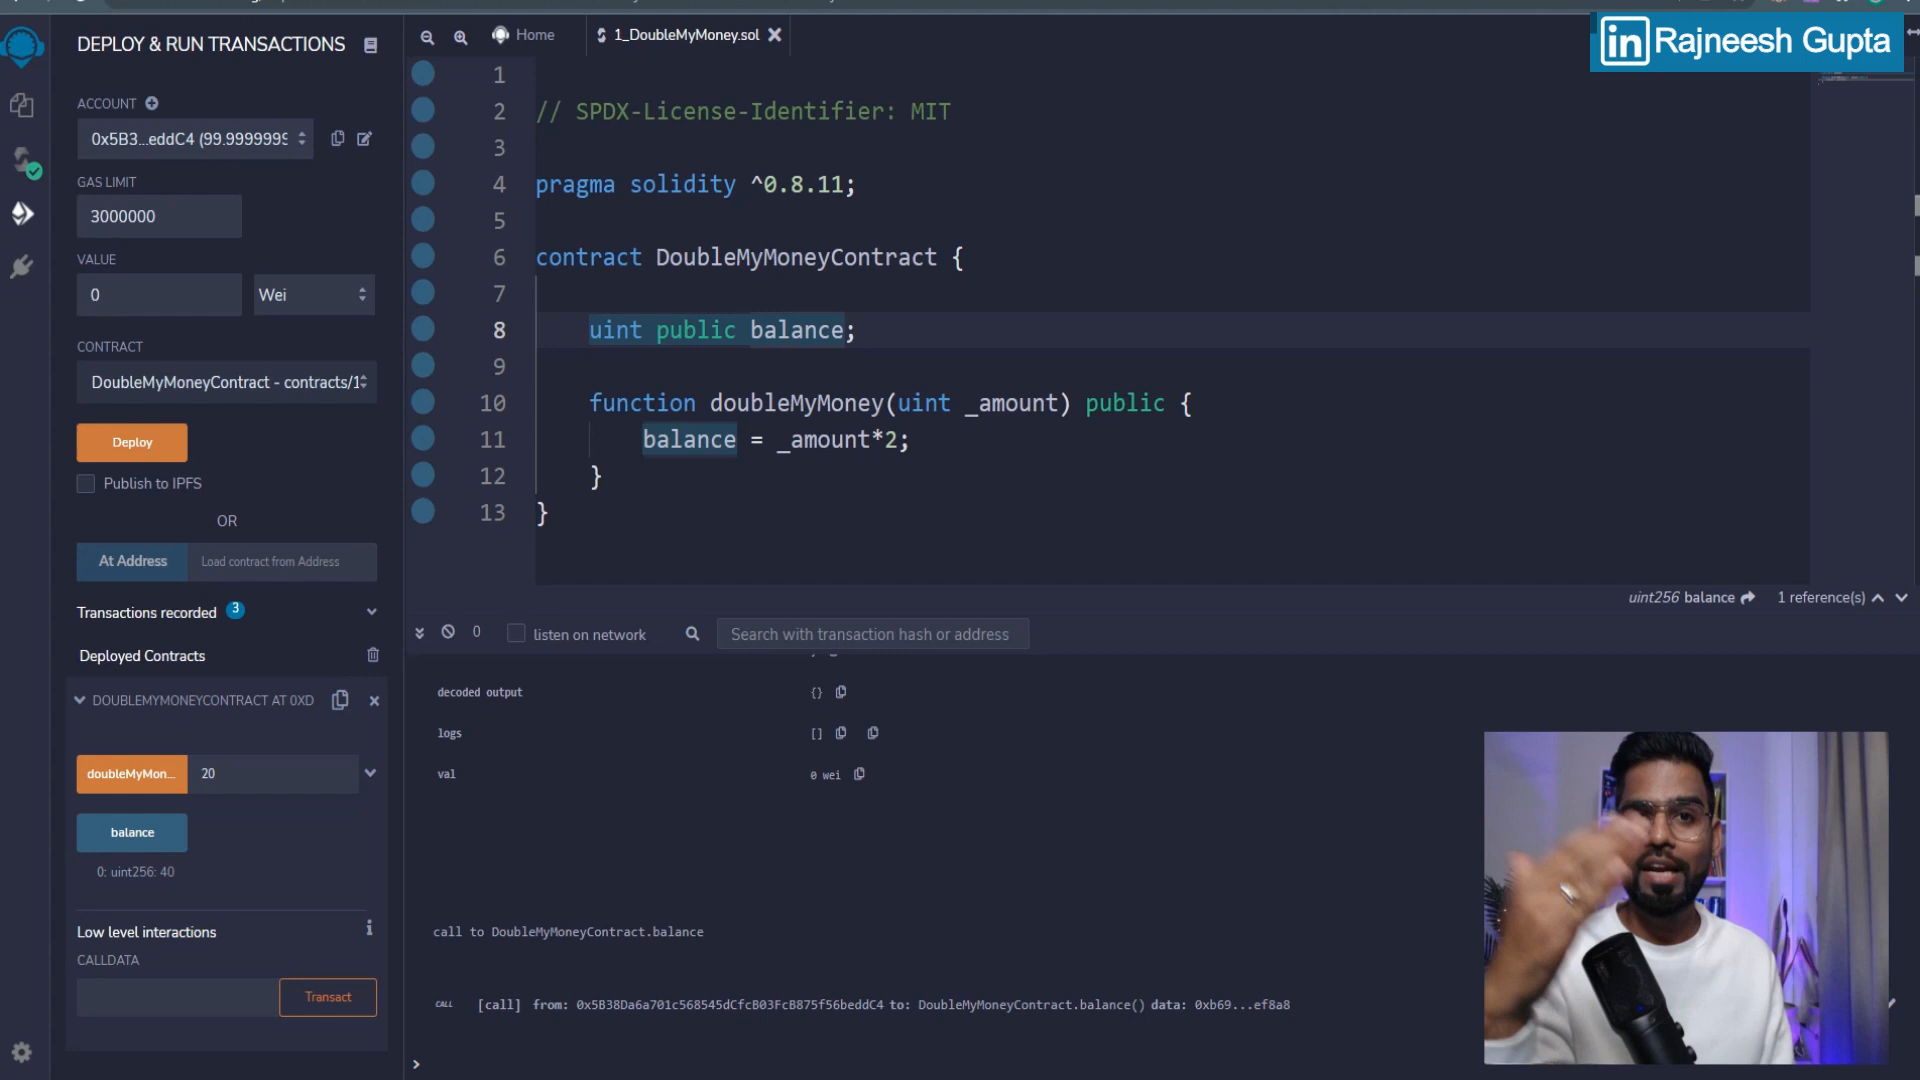 DEPLOY & RUN TRANSACTIONS
ACCOUNT
0x5B3...eddC4 (99.9999999
GAS LIMIT
3000000
VALUE
0
Wei
CONTRACT
DoubleMyMoneyContract - contracts/1
Deploy
Publish to IPFS
OR
At Address
Load contract from Address
Transactions recorded 3
Deployed Contracts
DOUBLEMYMONEYCONTRACT AT 0XD
doubleMyMon...
20
balance
0: uint256: 40
Low level interactions
i
CALLDATA
Transact
Home
1_DoubleMyMoney.sol
in Rajneesh Gupta
1
2 // SPDX-License-Identifier: MIT
3
4 pragma solidity ^0.8.11;
5
6 contract DoubleMyMoneyContract {
7
8 uint public balance;
9
10 function doubleMyMoney(uint _amount) public {
11 balance = _amount*2;
12 }
13 }
uint256 balance
1 reference(s)
0
listen on network
Search with transaction hash or address
decoded output {}
logs []
val 0 wei
call to DoubleMyMoneyContract.balance
CALL [call] from: 0x5B38Da6a701c568545dCfcB03FcB875f56beddC4 to: DoubleMyMoneyContract.balance() data: 0xb69...ef8a8
>